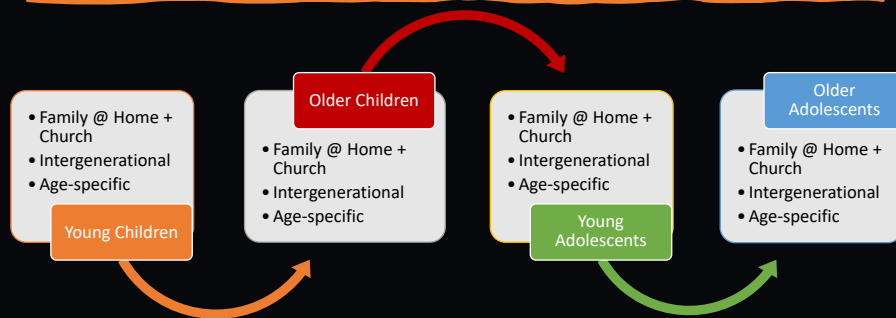 • Family @ Home +
Church
• Intergenerational
• Age-specific
Young Children
Older Children
• Family @ Home +
Church
• Intergenerational
• Age-specific
• Family @ Home +
Church
• Intergenerational
• Age-specific
Young
Adolescents
Older
Adolescents
• Family @ Home +
Church
• Intergenerational
• Age-specific